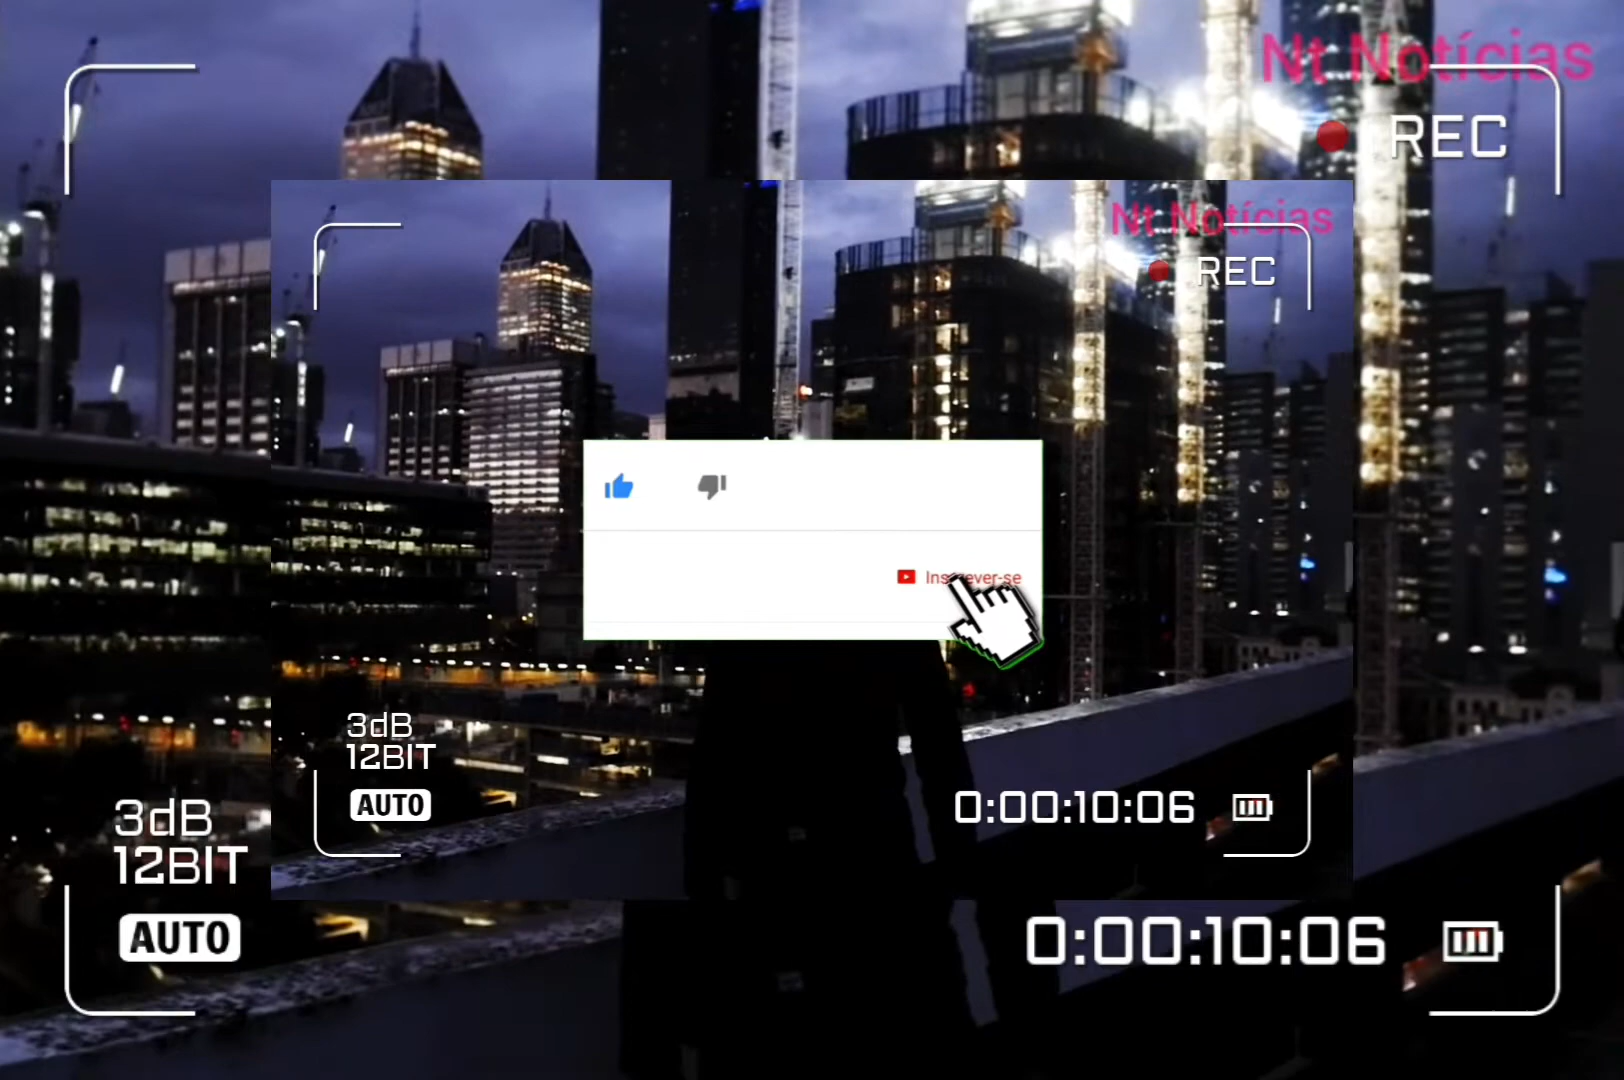 Nt Notícias
REC
Nt Notícias
REC
Inscrever-se
3dB
12BIT
AUTO
0:00:10:06
3dB
12BIT
AUTO
0:00:10:06